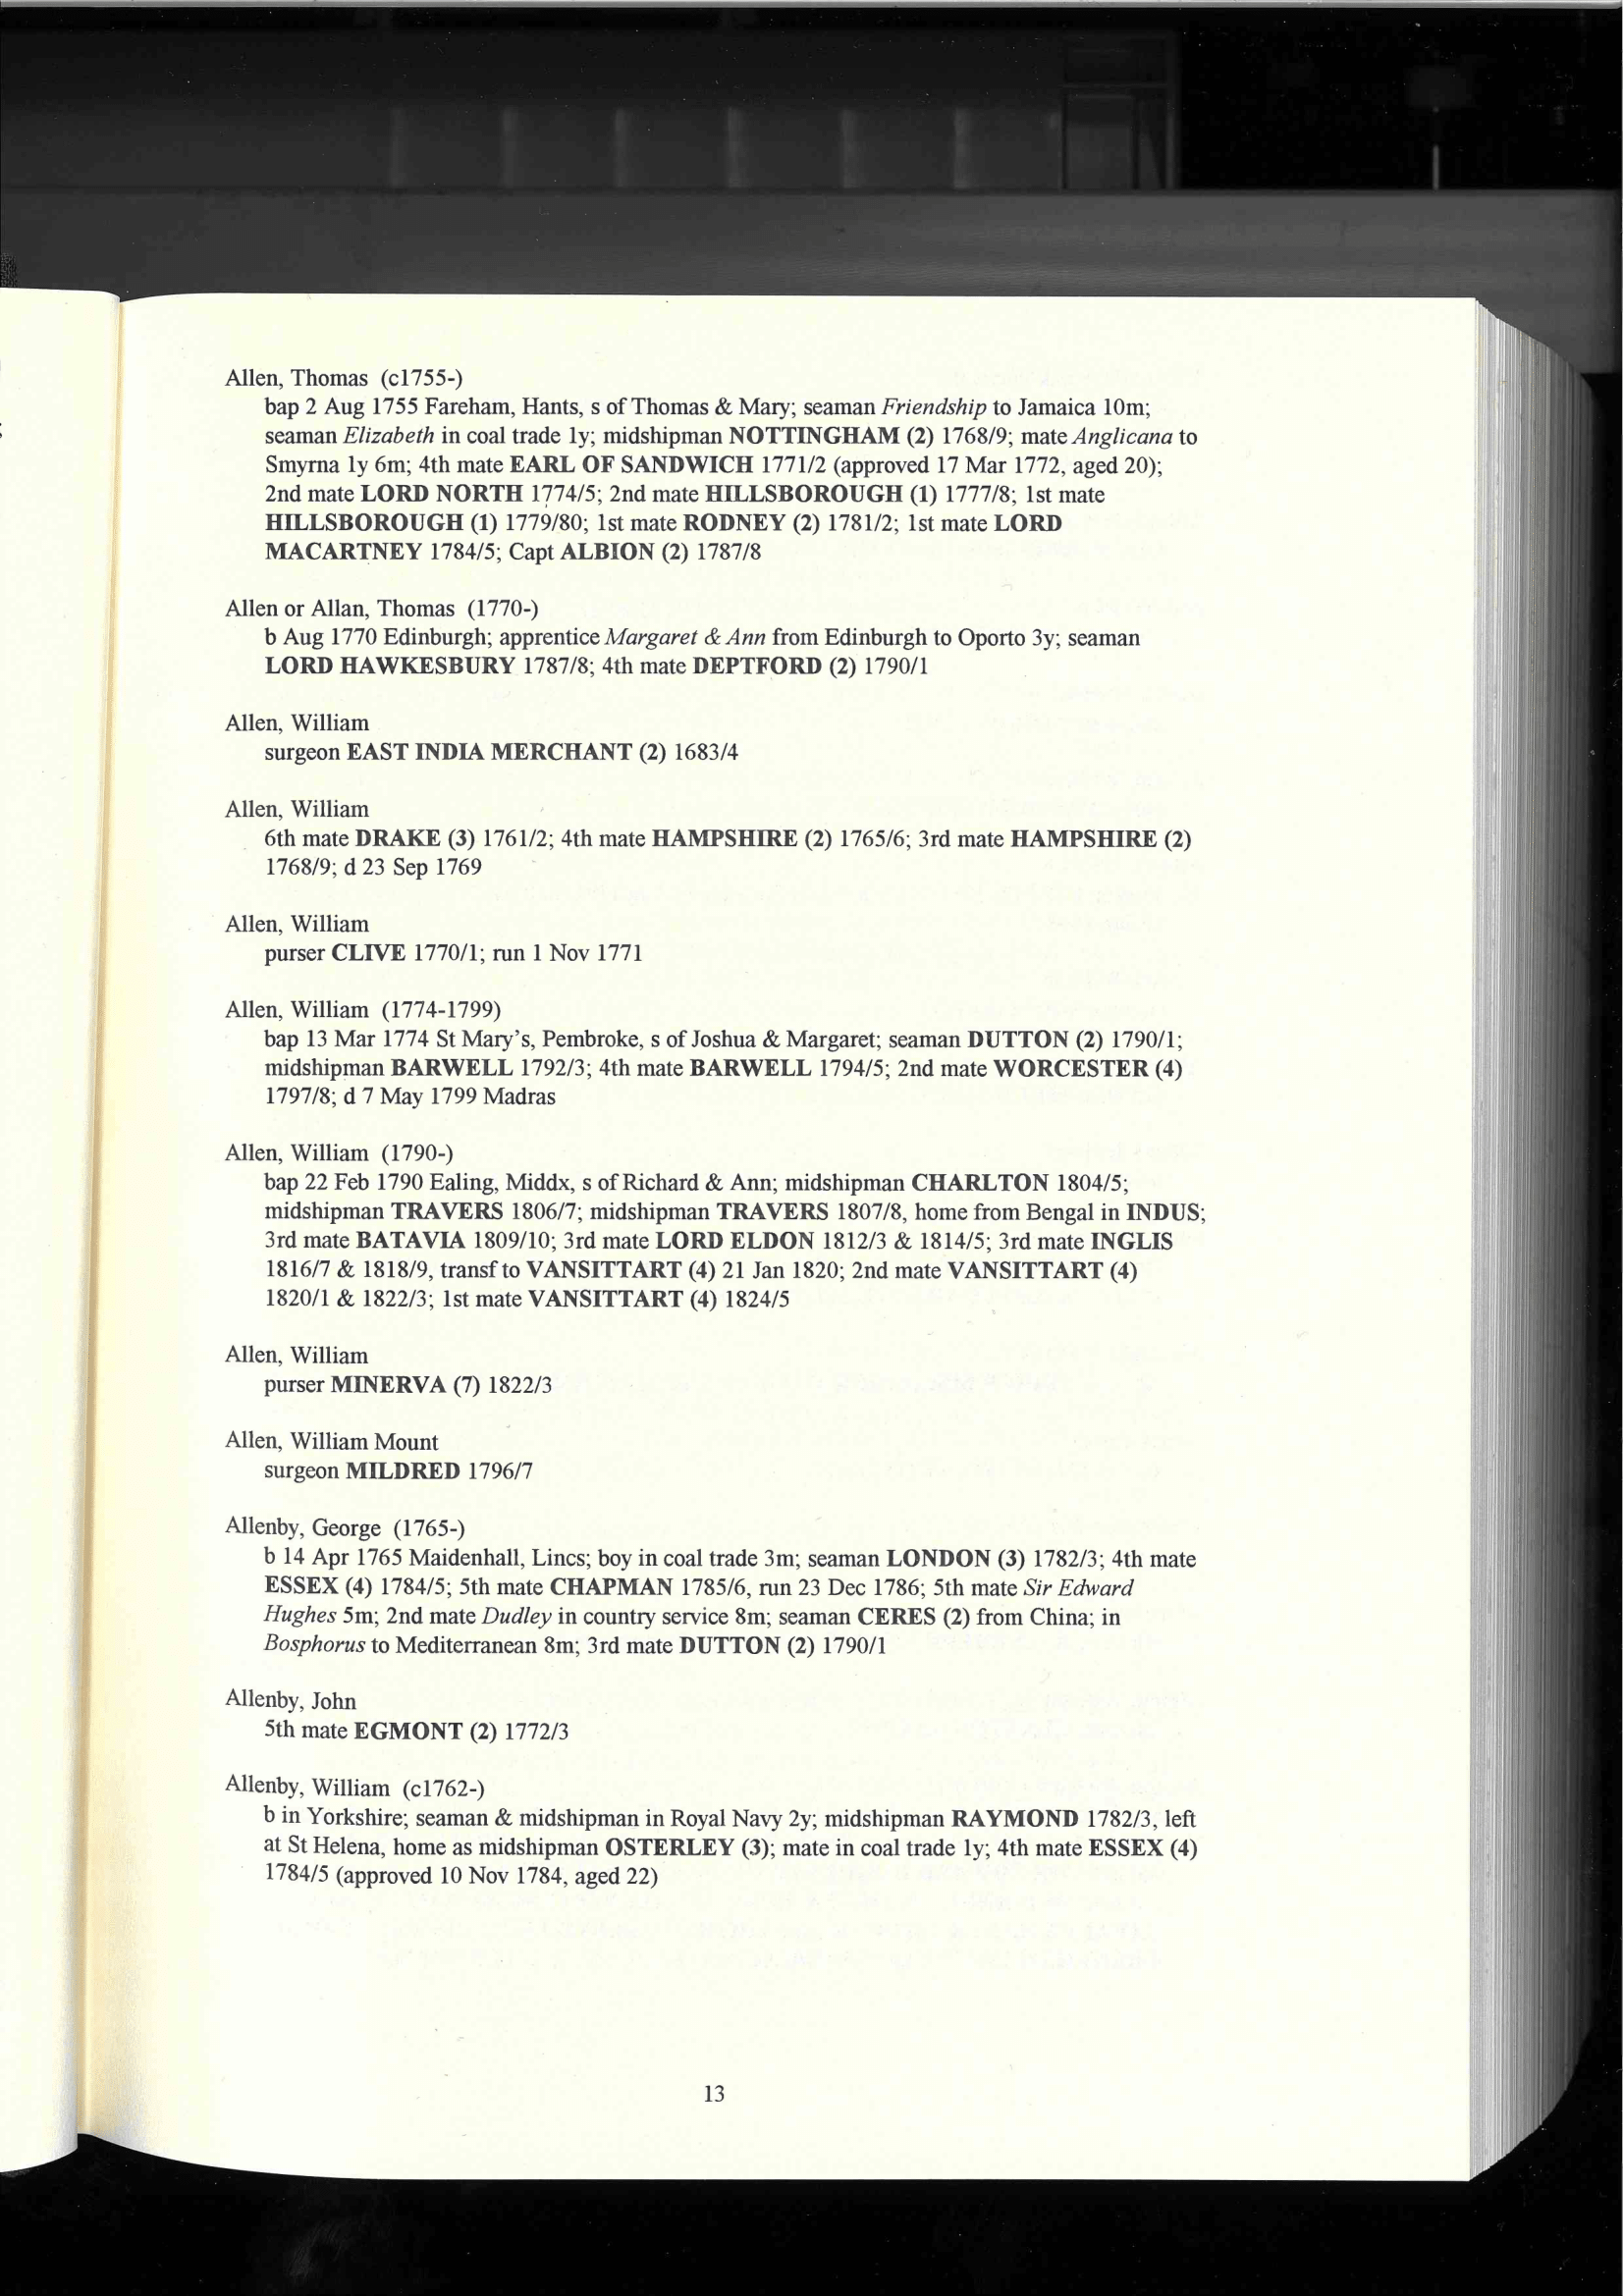 Allen, Thomas (c1755-)
bap 2 Aug 1755 Fareham, Hants, s of Thomas & Mary; seaman Friendship to Jamaica 10m;
seaman Elizabeth in coal trade 1y; midshipman NOTTINGHAM (2) 1768/9; mate Anglicana to
Smyrna 1y 6m; 4th mate EARL OF SANDWICH 1771/2 (approved 17 Mar 1772, aged 20);
2nd mate LORD NORTH 1774/5; 2nd mate HILLSBOROUGH (1) 1777/8; 1st mate
HILLSBOROUGH (1) 1779/80; 1st mate RODNEY (2) 1781/2; 1st mate LORD
MACARTNEY 1784/5; Capt ALBION (2) 1787/8
Allen or Allan, Thomas (1770-)
b Aug 1770 Edinburgh; apprentice Margaret & Ann from Edinburgh to Oporto 3y; seaman
LORD HAWKESBURY 1787/8; 4th mate DEPTFORD (2) 1790/1
Allen, William
surgeon EAST INDIA MERCHANT (2) 1683/4
Allen, William
6th mate DRAKE (3) 1761/2; 4th mate HAMPSHIRE (2) 1765/6; 3rd mate HAMPSHIRE (2)
1768/9; d 23 Sep 1769
Allen, William
purser CLIVE 1770/1; run 1 Nov 1771
Allen, William (1774-1799)
bap 13 Mar 1774 St Mary's, Pembroke, s of Joshua & Margaret; seaman DUTTON (2) 1790/1;
midshipman BARWELL 1792/3; 4th mate BARWELL 1794/5; 2nd mate WORCESTER (4)
1797/8; d 7 May 1799 Madras
Allen, William (1790-)
bap 22 Feb 1790 Ealing, Middx, s of Richard & Ann; midshipman CHARLTON 1804/5;
midshipman TRAVERS 1806/7; midshipman TRAVERS 1807/8, home from Bengal in INDUS;
3rd mate BATAVIA 1809/10; 3rd mate LORD ELDON 1812/3 & 1814/5; 3rd mate INGLIS
1816/7 & 1818/9, transf to VANSITTART (4) 21 Jan 1820; 2nd mate VANSITTART (4)
1820/1 & 1822/3; 1st mate VANSITTART (4) 1824/5
Allen, William
purser MINERVA (7) 1822/3
Allen, William Mount
surgeon MILDRED 1796/7
Allenby, George (1765-)
b 14 Apr 1765 Maidenhall, Lincs; boy in coal trade 3m; seaman LONDON (3) 1782/3; 4th mate
ESSEX (4) 1784/5; 5th mate CHAPMAN 1785/6, run 23 Dec 1786; 5th mate Sir Edward
Hughes 5m; 2nd mate Dudley in country service 8m; seaman CERES (2) from China; in
Bosphorus to Mediterranean 8m; 3rd mate DUTTON (2) 1790/1
Allenby, John
5th mate EGMONT (2) 1772/3
Allenby, William (c1762-)
b in Yorkshire; seaman & midshipman in Royal Navy 2y; midshipman RAYMOND 1782/3, left
at St Helena, home as midshipman OSTERLEY (3); mate in coal trade 1y; 4th mate ESSEX (4)
1784/5 (approved 10 Nov 1784, aged 22)
13